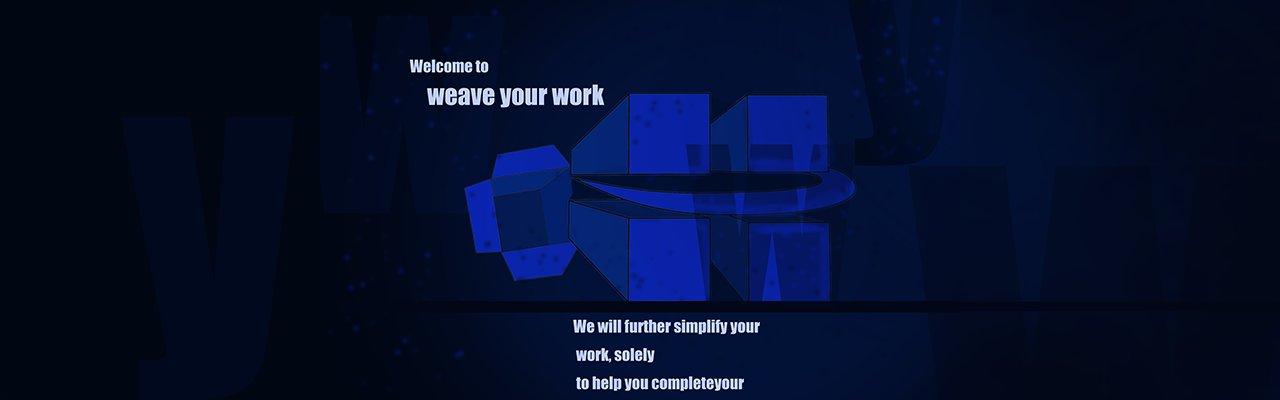 Welcome to
weave your work
We will further simplify your
work, solely
to help you completeyour